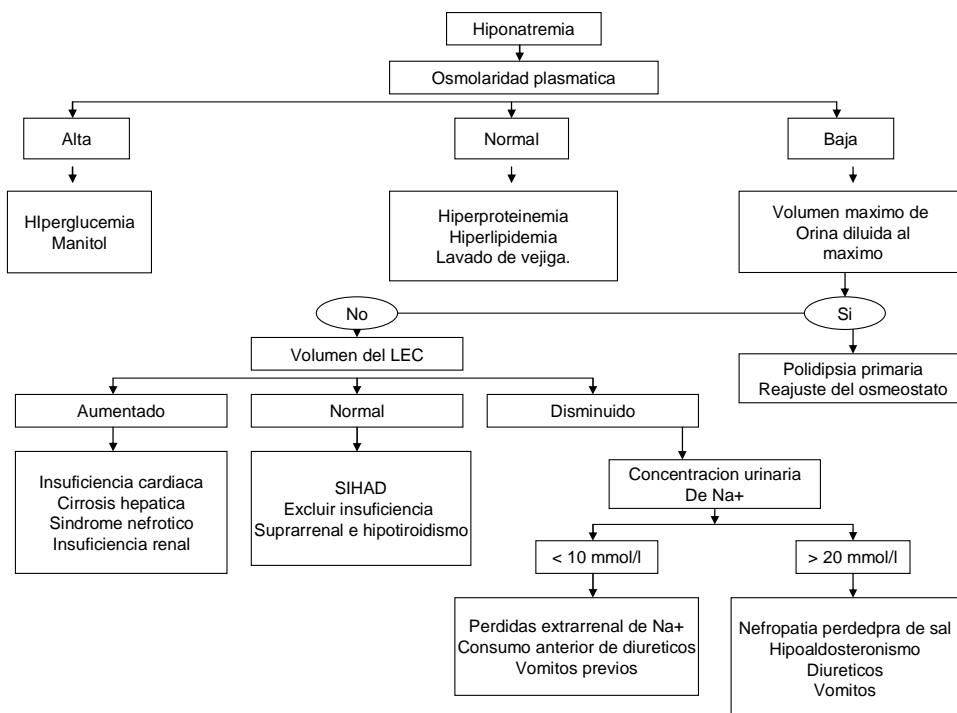 Hiponatremia
Osmolaridad plasmatica
Alta
Normal
Baja
HIperglucemia
Manitol
Hiperproteinemia
Hiperlipidemia
Lavado de vejiga.
Volumen maximo de
Orina diluida al
maximo
No
Si
Volumen del LEC
Polidipsia primaria
Reajuste del osmeostato
Aumentado
Normal
Disminuido
Insuficiencia cardiaca
Cirrosis hepatica
Sindrome nefrotico
Insuficiencia renal
SIHAD
Excluir insuficiencia
Suprarrenal e hipotiroidismo
Concentracion urinaria
De Na+
< 10 mmol/l
> 20 mmol/l
Perdidas extrarrenal de Na+
Consumo anterior de diureticos
Vomitos previos
Nefropatia perdedpra de sal
Hipoaldosteronismo
Diureticos
Vomitos